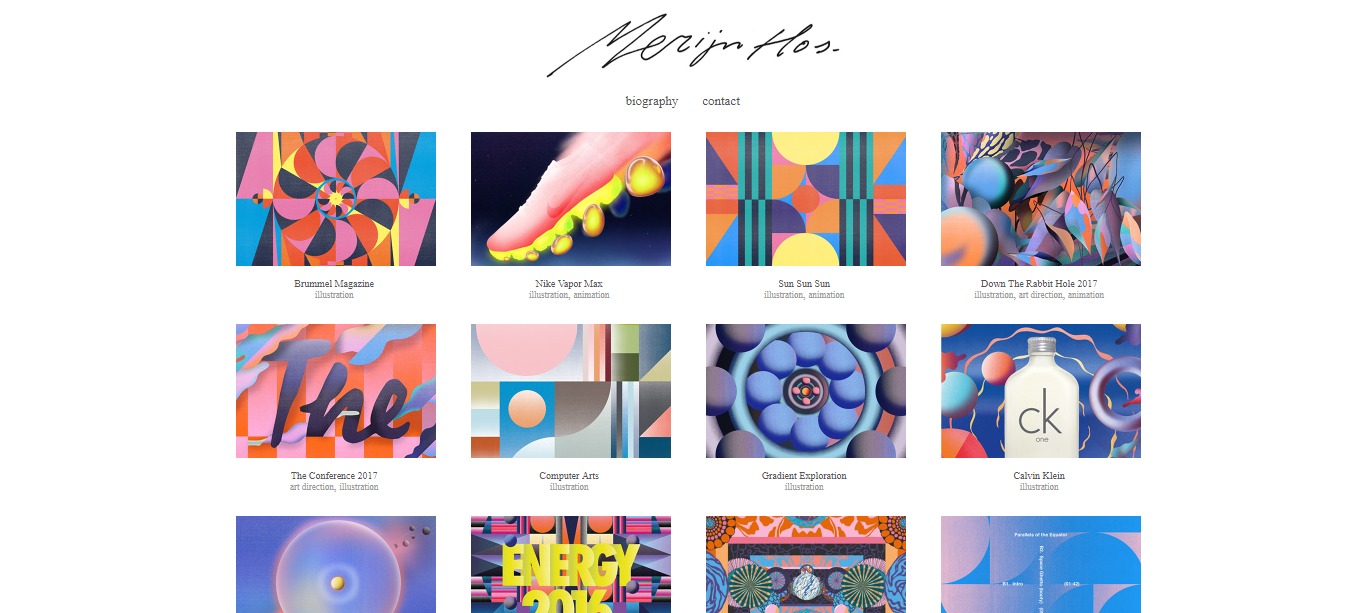 Merijn Hos.
biography contact
Brummel Magazine
illustration
Nike Vapor Max
illustration, animation
Sun Sun Sun
illustration, animation
Down The Rabbit Hole 2017
illustration, art direction, animation
The
ck
one
The Conference 2017
art direction, illustration
Computer Arts
illustration
Gradient Exploration
illustration
Calvin Klein
illustration
ENERGY
2016
Parallels of the Equator
B1. Intro (01:42)